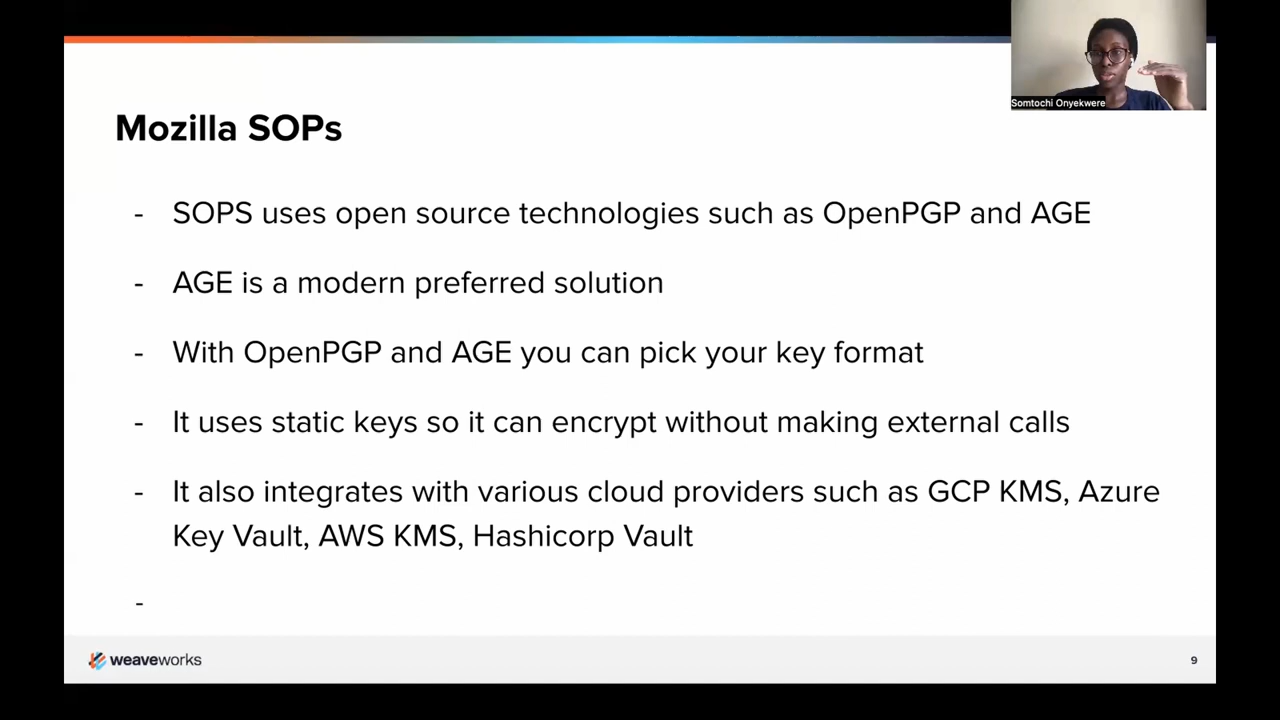 Somtochi Onyekwere
Mozilla SOPs
- SOPS uses open source technologies such as OpenPGP and AGE
- AGE is a modern preferred solution
- With OpenPGP and AGE you can pick your key format
- It uses static keys so it can encrypt without making external calls
- It also integrates with various cloud providers such as GCP KMS, Azure
Key Vault, AWS KMS, Hashicorp Vault
-
weaveworks
9